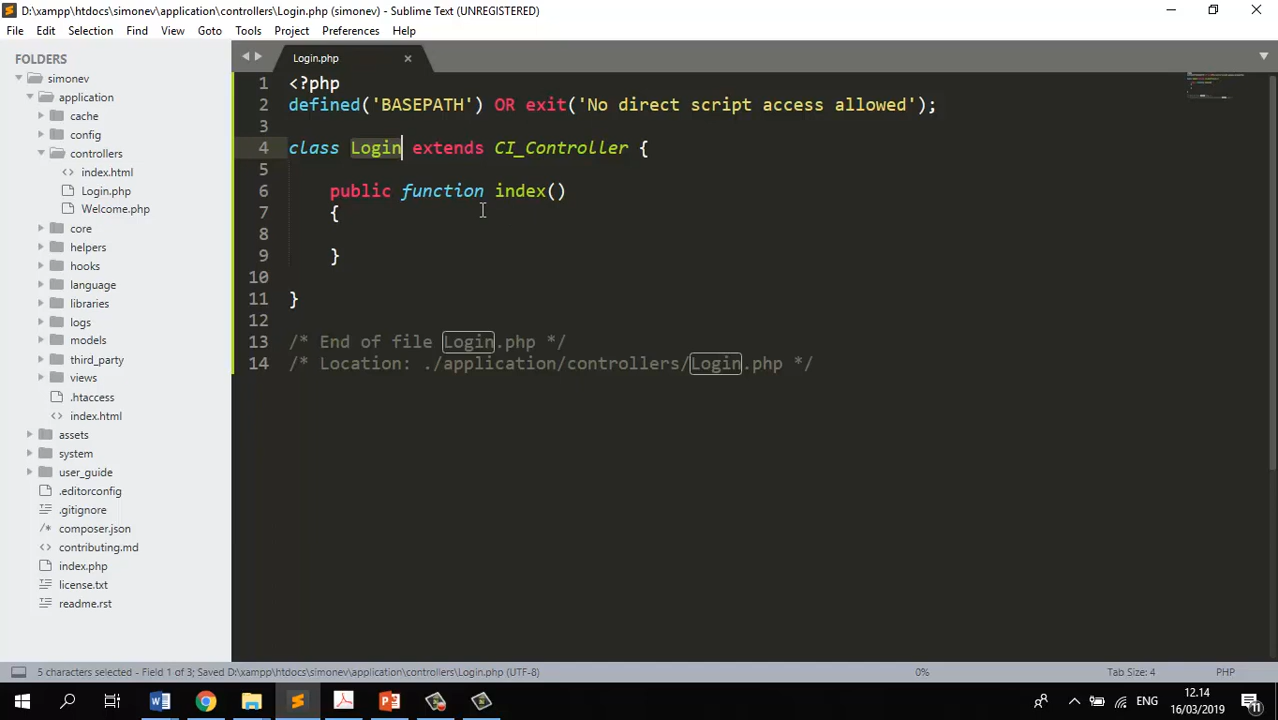 D:\xampp\htdocs\simonev\application\controllers\Login.php (simonev) - Sublime Text (UNREGISTERED)
File Edit Selection Find View Goto Tools Project Preferences Help
FOLDERS
simonev
application
cache
config
controllers
index.html
Login.php
Welcome.php
core
helpers
hooks
language
libraries
logs
models
third_party
views
.htaccess
index.html
assets
system
user_guide
.editorconfig
.gitignore
composer.json
contributing.md
index.php
license.txt
readme.rst
Login.php
1 <?php
2 defined('BASEPATH') OR exit('No direct script access allowed');
3
4 class Login extends CI_Controller {
5
6 public function index()
7 {
8
9 }
10
11 }
12
13 /* End of file Login.php */
14 /* Location: ./application/controllers/Login.php */
5 characters selected - Field 1 of 3; Saved D:\xampp\htdocs\simonev\application\controllers\Login.php (UTF-8) 0% Tab Size: 4 PHP
ENG
12.14
16/03/2019
11